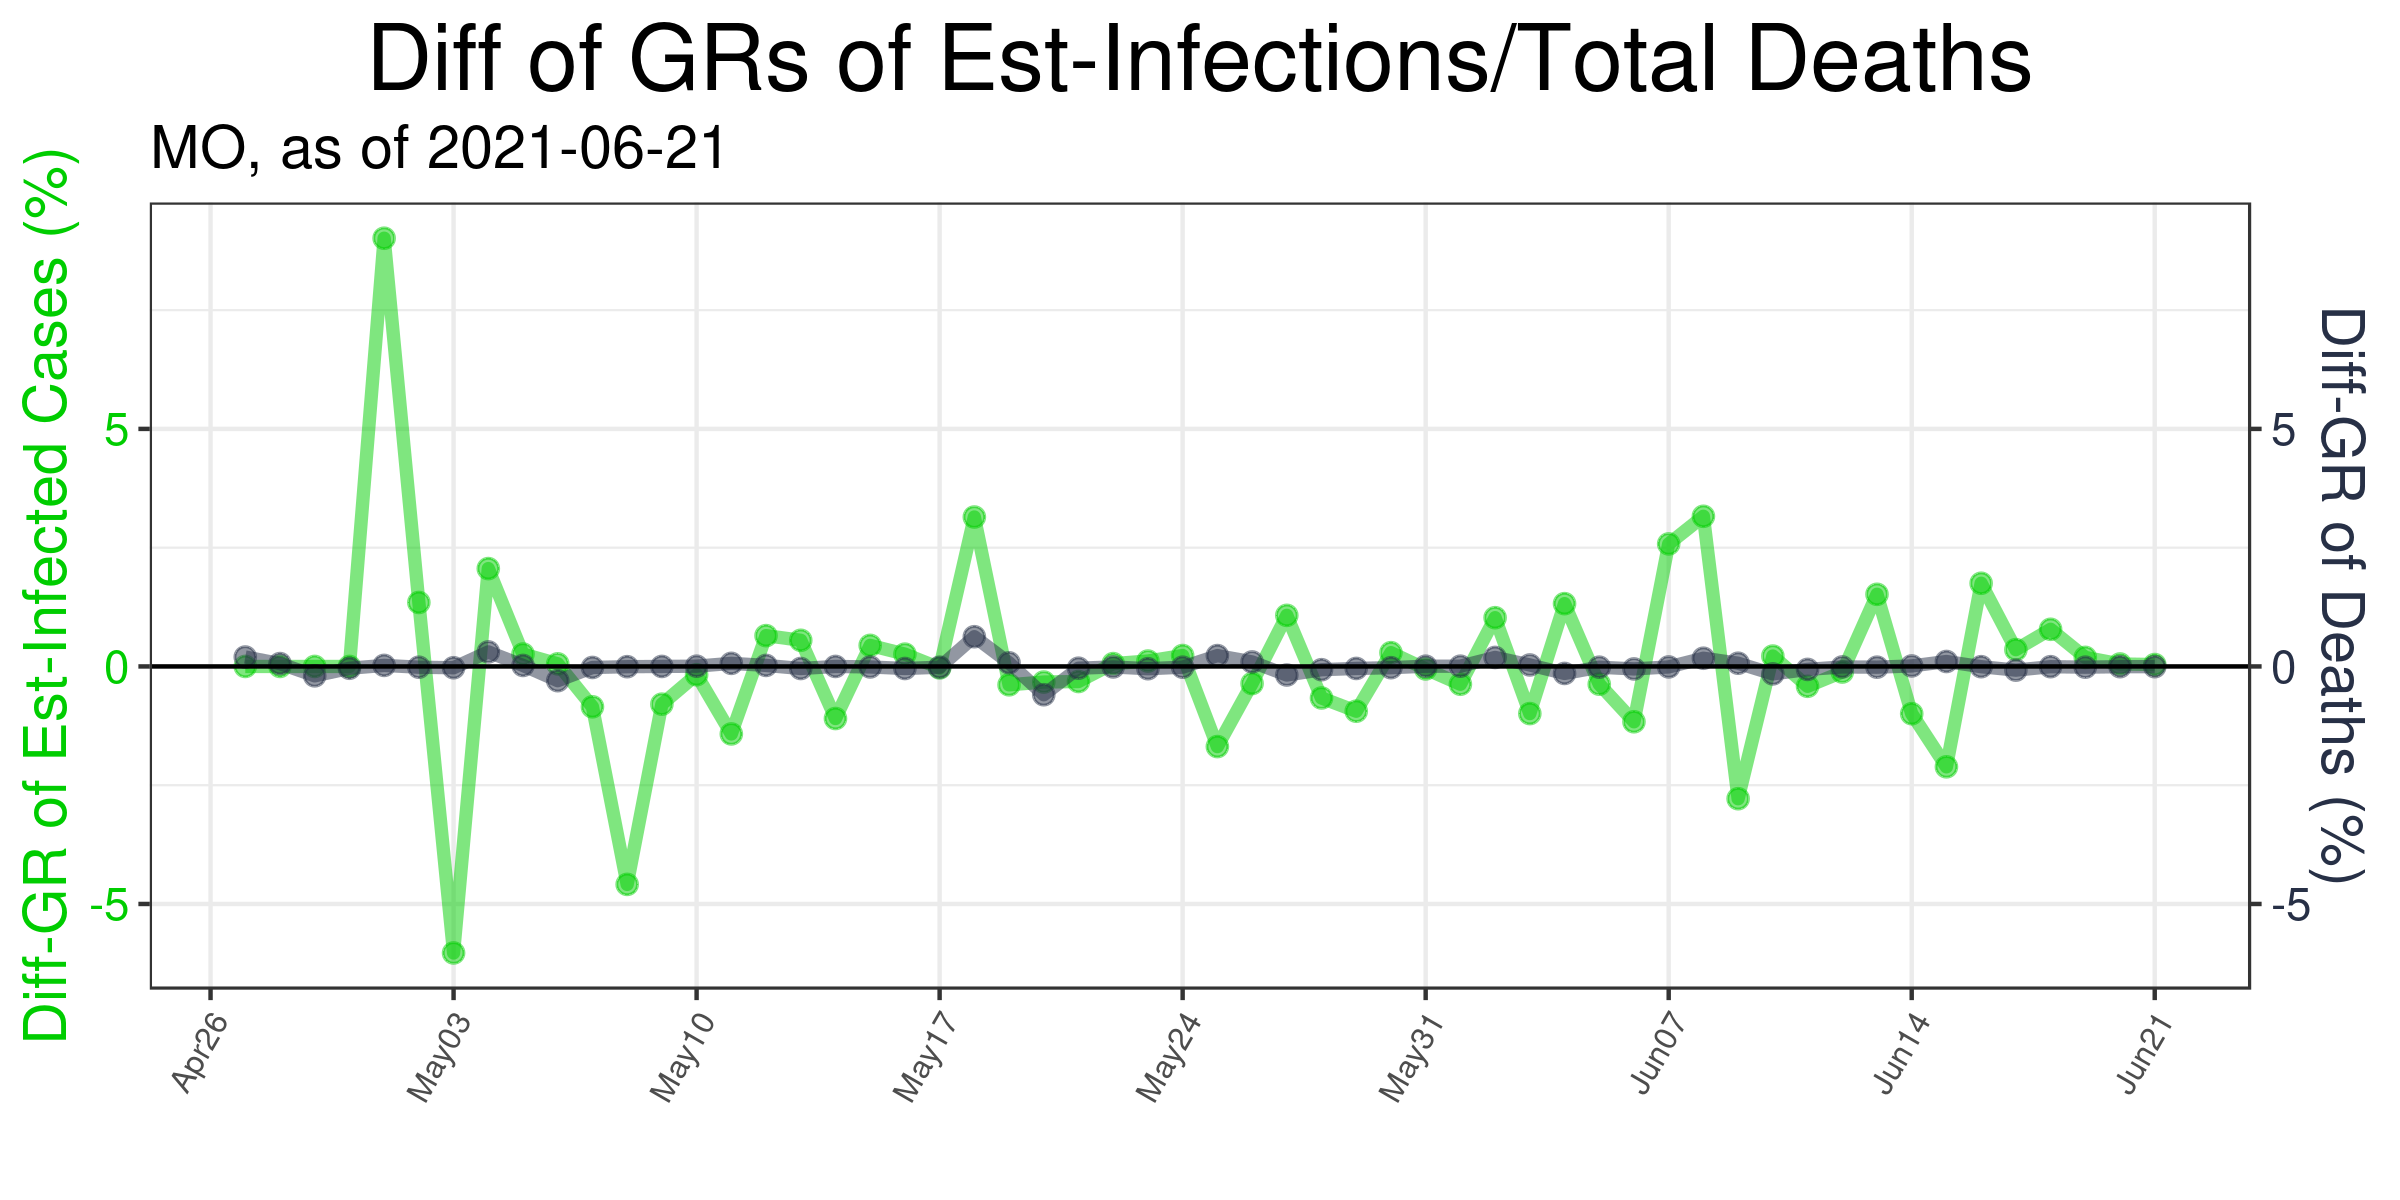 Diff of GRs of Est-Infections/Total Deaths
MO, as of 2021-06-21
Diff-GR of Est-Infected Cases (%)
5
0
-5
5
0
-5
Diff-GR of Deaths (%)
Apr26
May03
May10
May17
May24
May31
Jun07
Jun14
Jun21